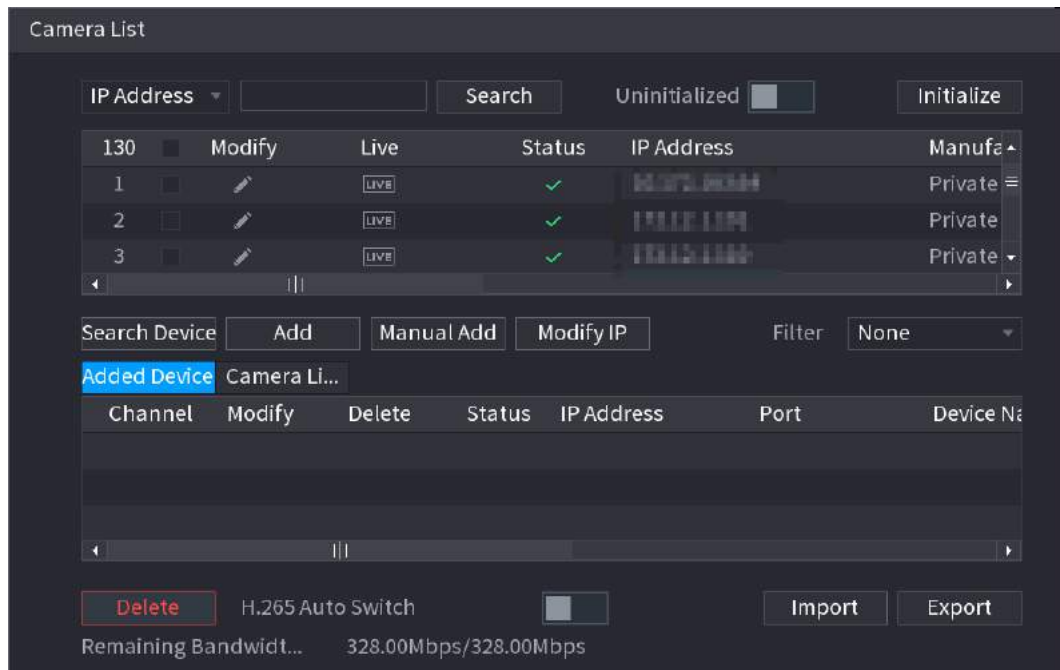 Camera List
IP Address Search Uninitialized Initialize
130 Modify Live Status IP Address Manufa
1 LIVE Private
2 LIVE Private
3 LIVE Private
Search Device Add Manual Add Modify IP Filter None
Added Device Camera Li...
Channel Modify Delete Status IP Address Port Device Na
Delete H.265 Auto Switch Import Export
Remaining Bandwidt... 328.00Mbps/328.00Mbps